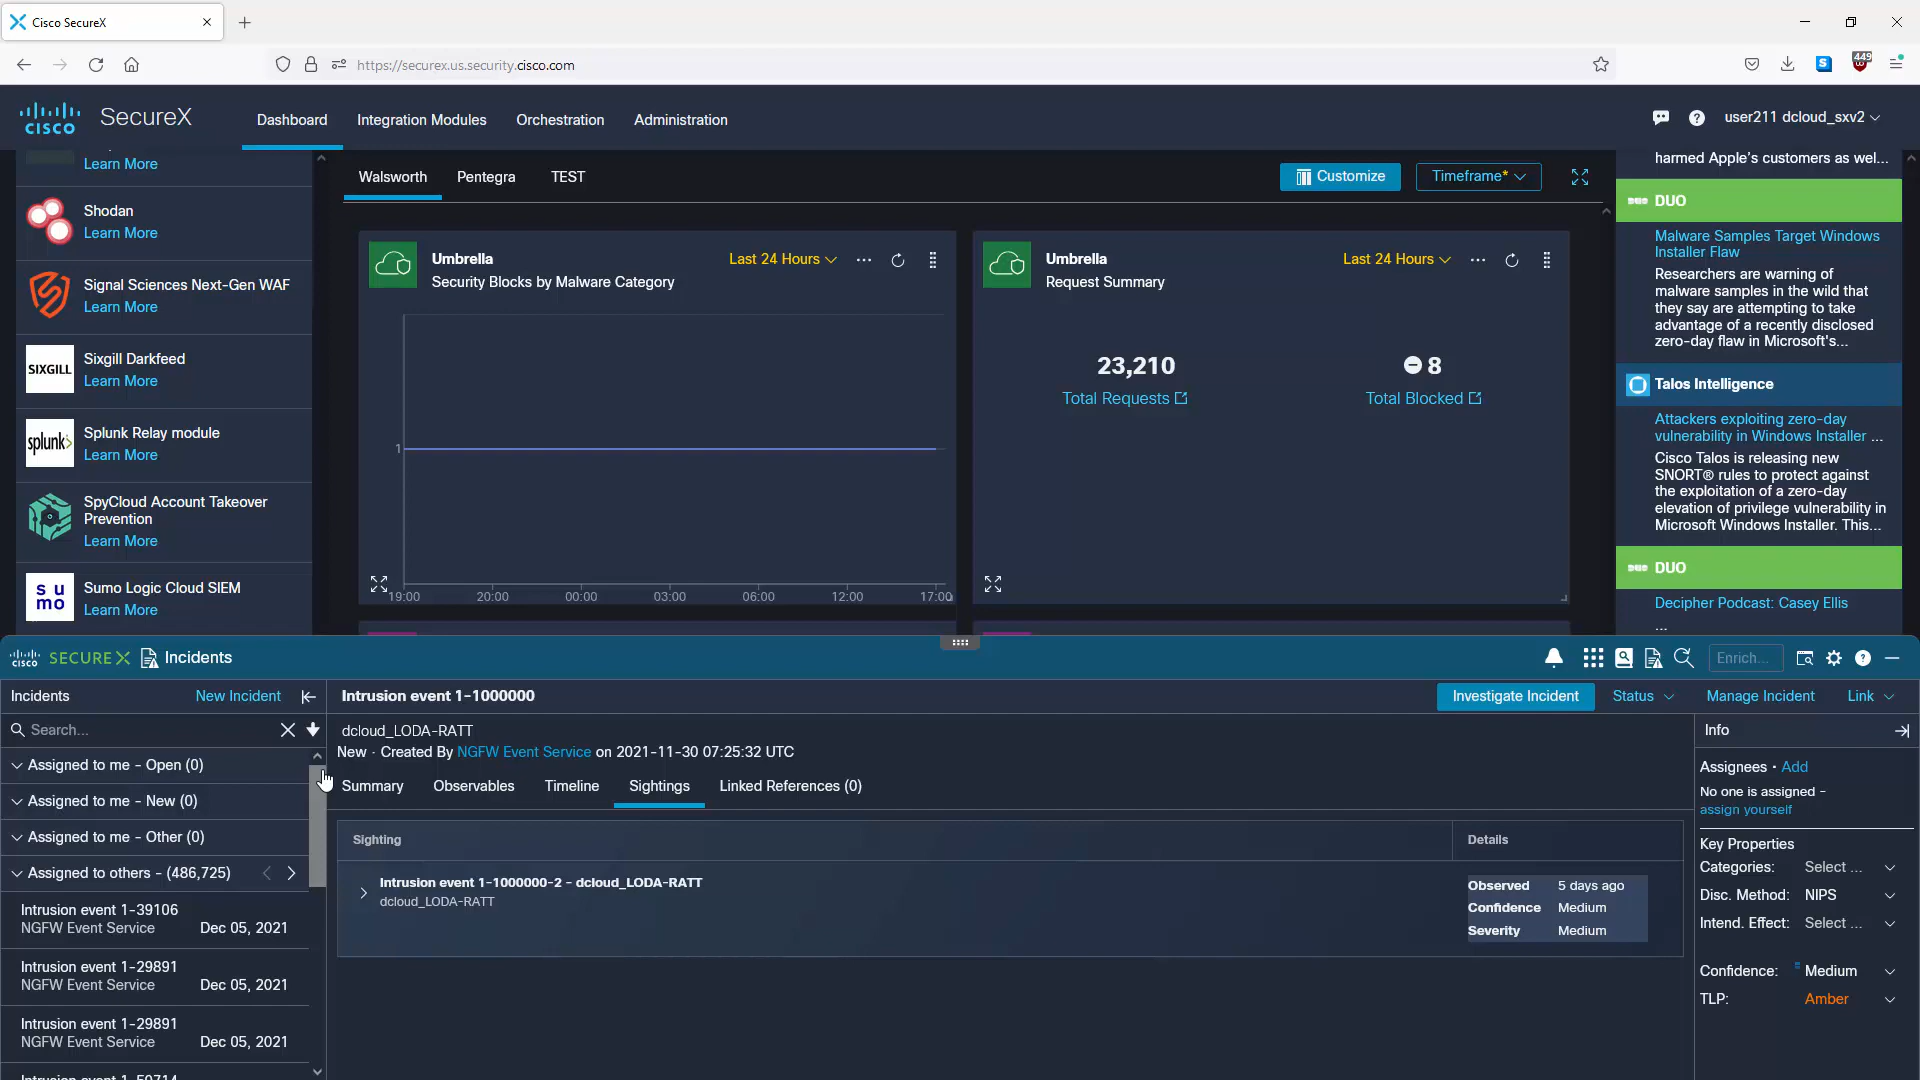 Cisco SecureX
https://securex.us.security.cisco.com
S
449
CISCO
SecureX
Dashboard
Integration Modules
Orchestration
Administration
user211 dcloud_sxv2
Learn More
Shodan
Learn More
Signal Sciences Next-Gen WAF
Learn More
SIXGILL
Sixgill Darkfeed
Learn More
splunk>
Splunk Relay module
Learn More
SpyCloud Account Takeover
Prevention
Learn More
su
mo
Sumo Logic Cloud SIEM
Learn More
Walsworth
Pentegra
TEST
Customize
Timeframe*
Umbrella
Security Blocks by Malware Category
Last 24 Hours
1
19:00
20:00
00:00
03:00
06:00
12:00
17:00
Umbrella
Request Summary
Last 24 Hours
23,210
Total Requests
8
Total Blocked
harmed Apple's customers as wel...
DUO
DUO
Malware Samples Target Windows
Installer Flaw
Researchers are warning of
malware samples in the wild that
they say are attempting to take
advantage of a recently disclosed
zero-day flaw in Microsoft's...
Talos Intelligence
Attackers exploiting zero-day
vulnerability in Windows Installer ...
Cisco Talos is releasing new
SNORT® rules to protect against
the exploitation of a zero-day
elevation of privilege vulnerability in
Microsoft Windows Installer. This...
DUO
DUO
Decipher Podcast: Casey Ellis
...
CISCO
SECUREX
Incidents
Enrich...
Incidents
New Incident
Search...
Assigned to me - Open (0)
Assigned to me - New (0)
Assigned to me - Other (0)
Assigned to others - (486,725)
Intrusion event 1-39106
NGFW Event Service
Dec 05, 2021
Intrusion event 1-29891
NGFW Event Service
Dec 05, 2021
Intrusion event 1-29891
NGFW Event Service
Dec 05, 2021
Intrusion event 1-50714
Intrusion event 1-1000000
Investigate Incident
Status
Manage Incident
Link
dcloud_LODA-RATT
New · Created By NGFW Event Service on 2021-11-30 07:25:32 UTC
Summary
Observables
Timeline
Sightings
Linked References (0)
Sighting
Details
Intrusion event 1-1000000-2 - dcloud_LODA-RATT
dcloud_LODA-RATT
Observed 5 days ago
Confidence Medium
Severity Medium
Info
Assignees · Add
No one is assigned -
assign yourself
Key Properties
Categories: Select ...
Disc. Method: NIPS
Intend. Effect: Select ...
Confidence: Medium
TLP: Amber